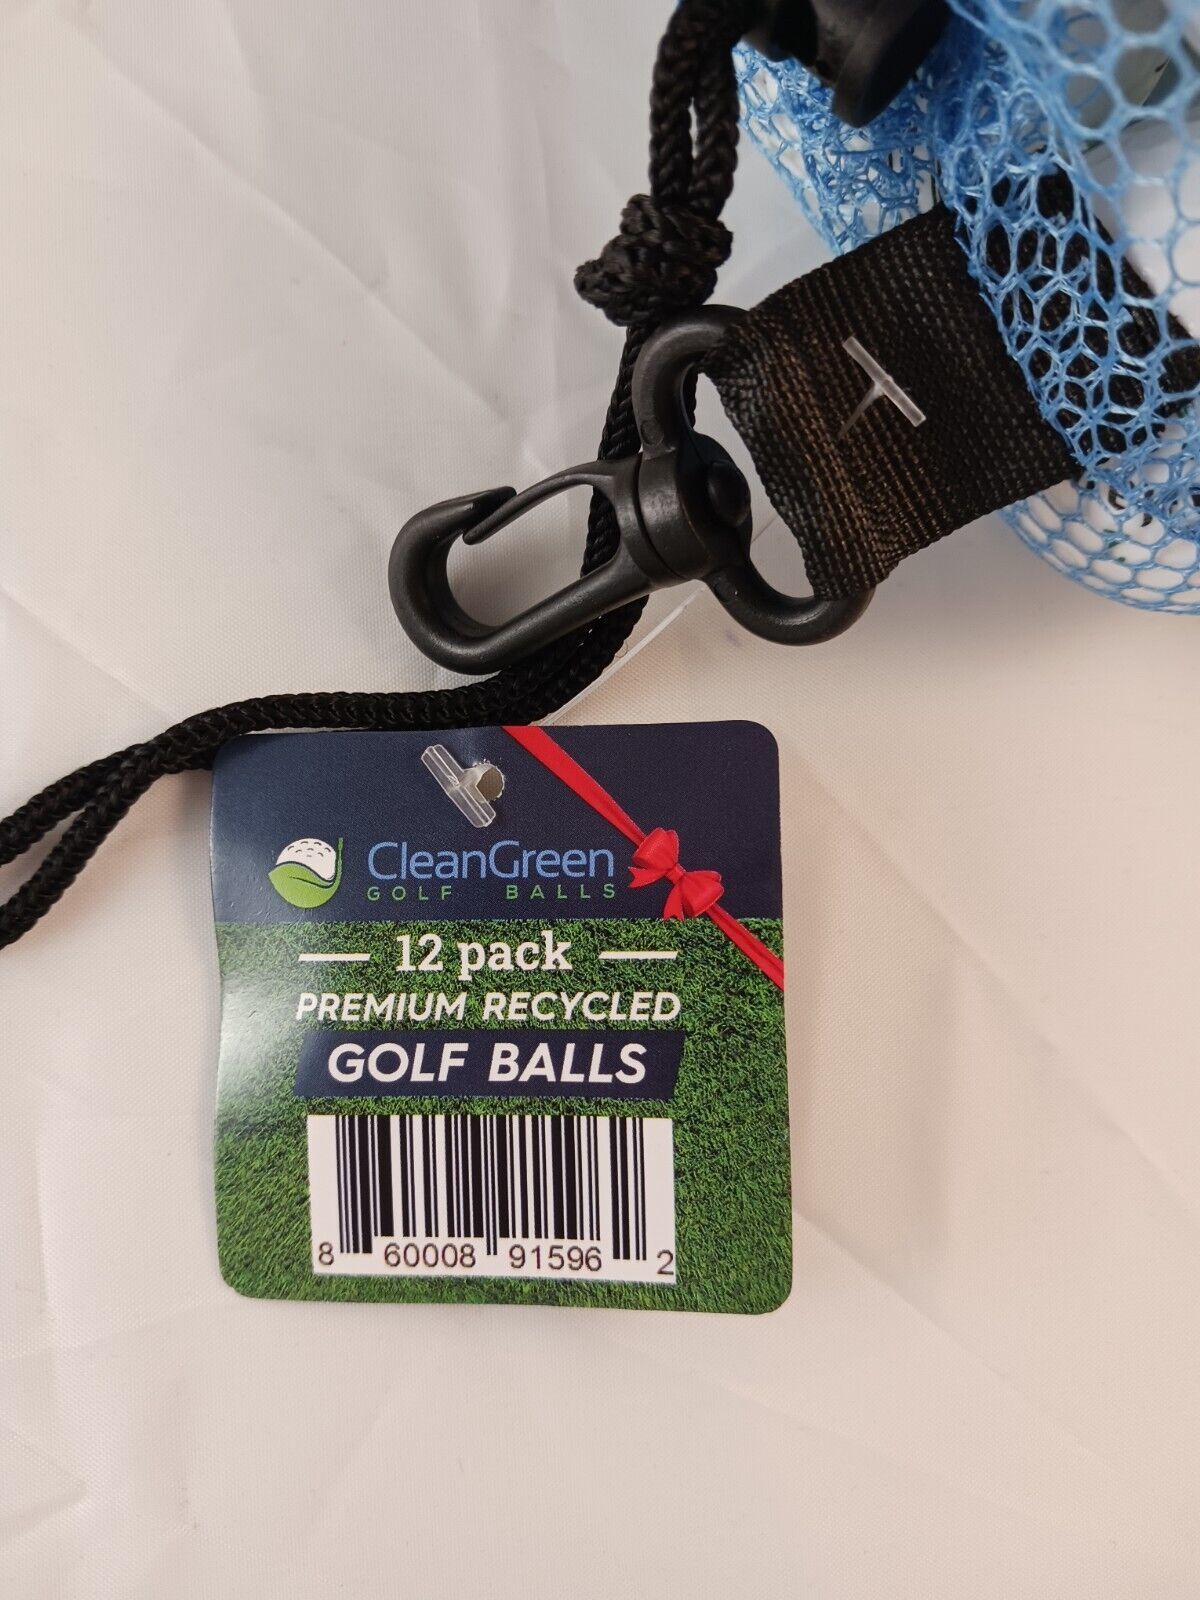 CleanGreen
GOLF BALLS
12 pack
PREMIUM RECYCLED
GOLF BALLS
8 60008 91596 2